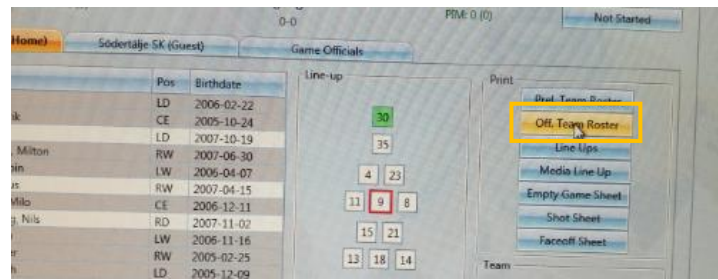 0-0
PIM: 0 (0)
Not Started
Home)
Södertälje SK (Guest)
Game Officials
Pos Birthdate
LD 2006-02-22
CE 2005-10-24
LD 2007-10-19
Milton RW 2007-06-30
LW 2006-04-07
RW 2007-04-15
Milo CE 2006-12-11
Nils RD 2007-11-02
LW 2006-11-16
RW 2005-02-25
LD 2005-12-09
Line-up
30
35
4 23
11 9 8
15 21
13 18 14
Print
Prel. Team Roster
Off. Team Roster
Line Ups
Media Line Up
Empty Game Sheet
Shot Sheet
Faceoff Sheet
Team